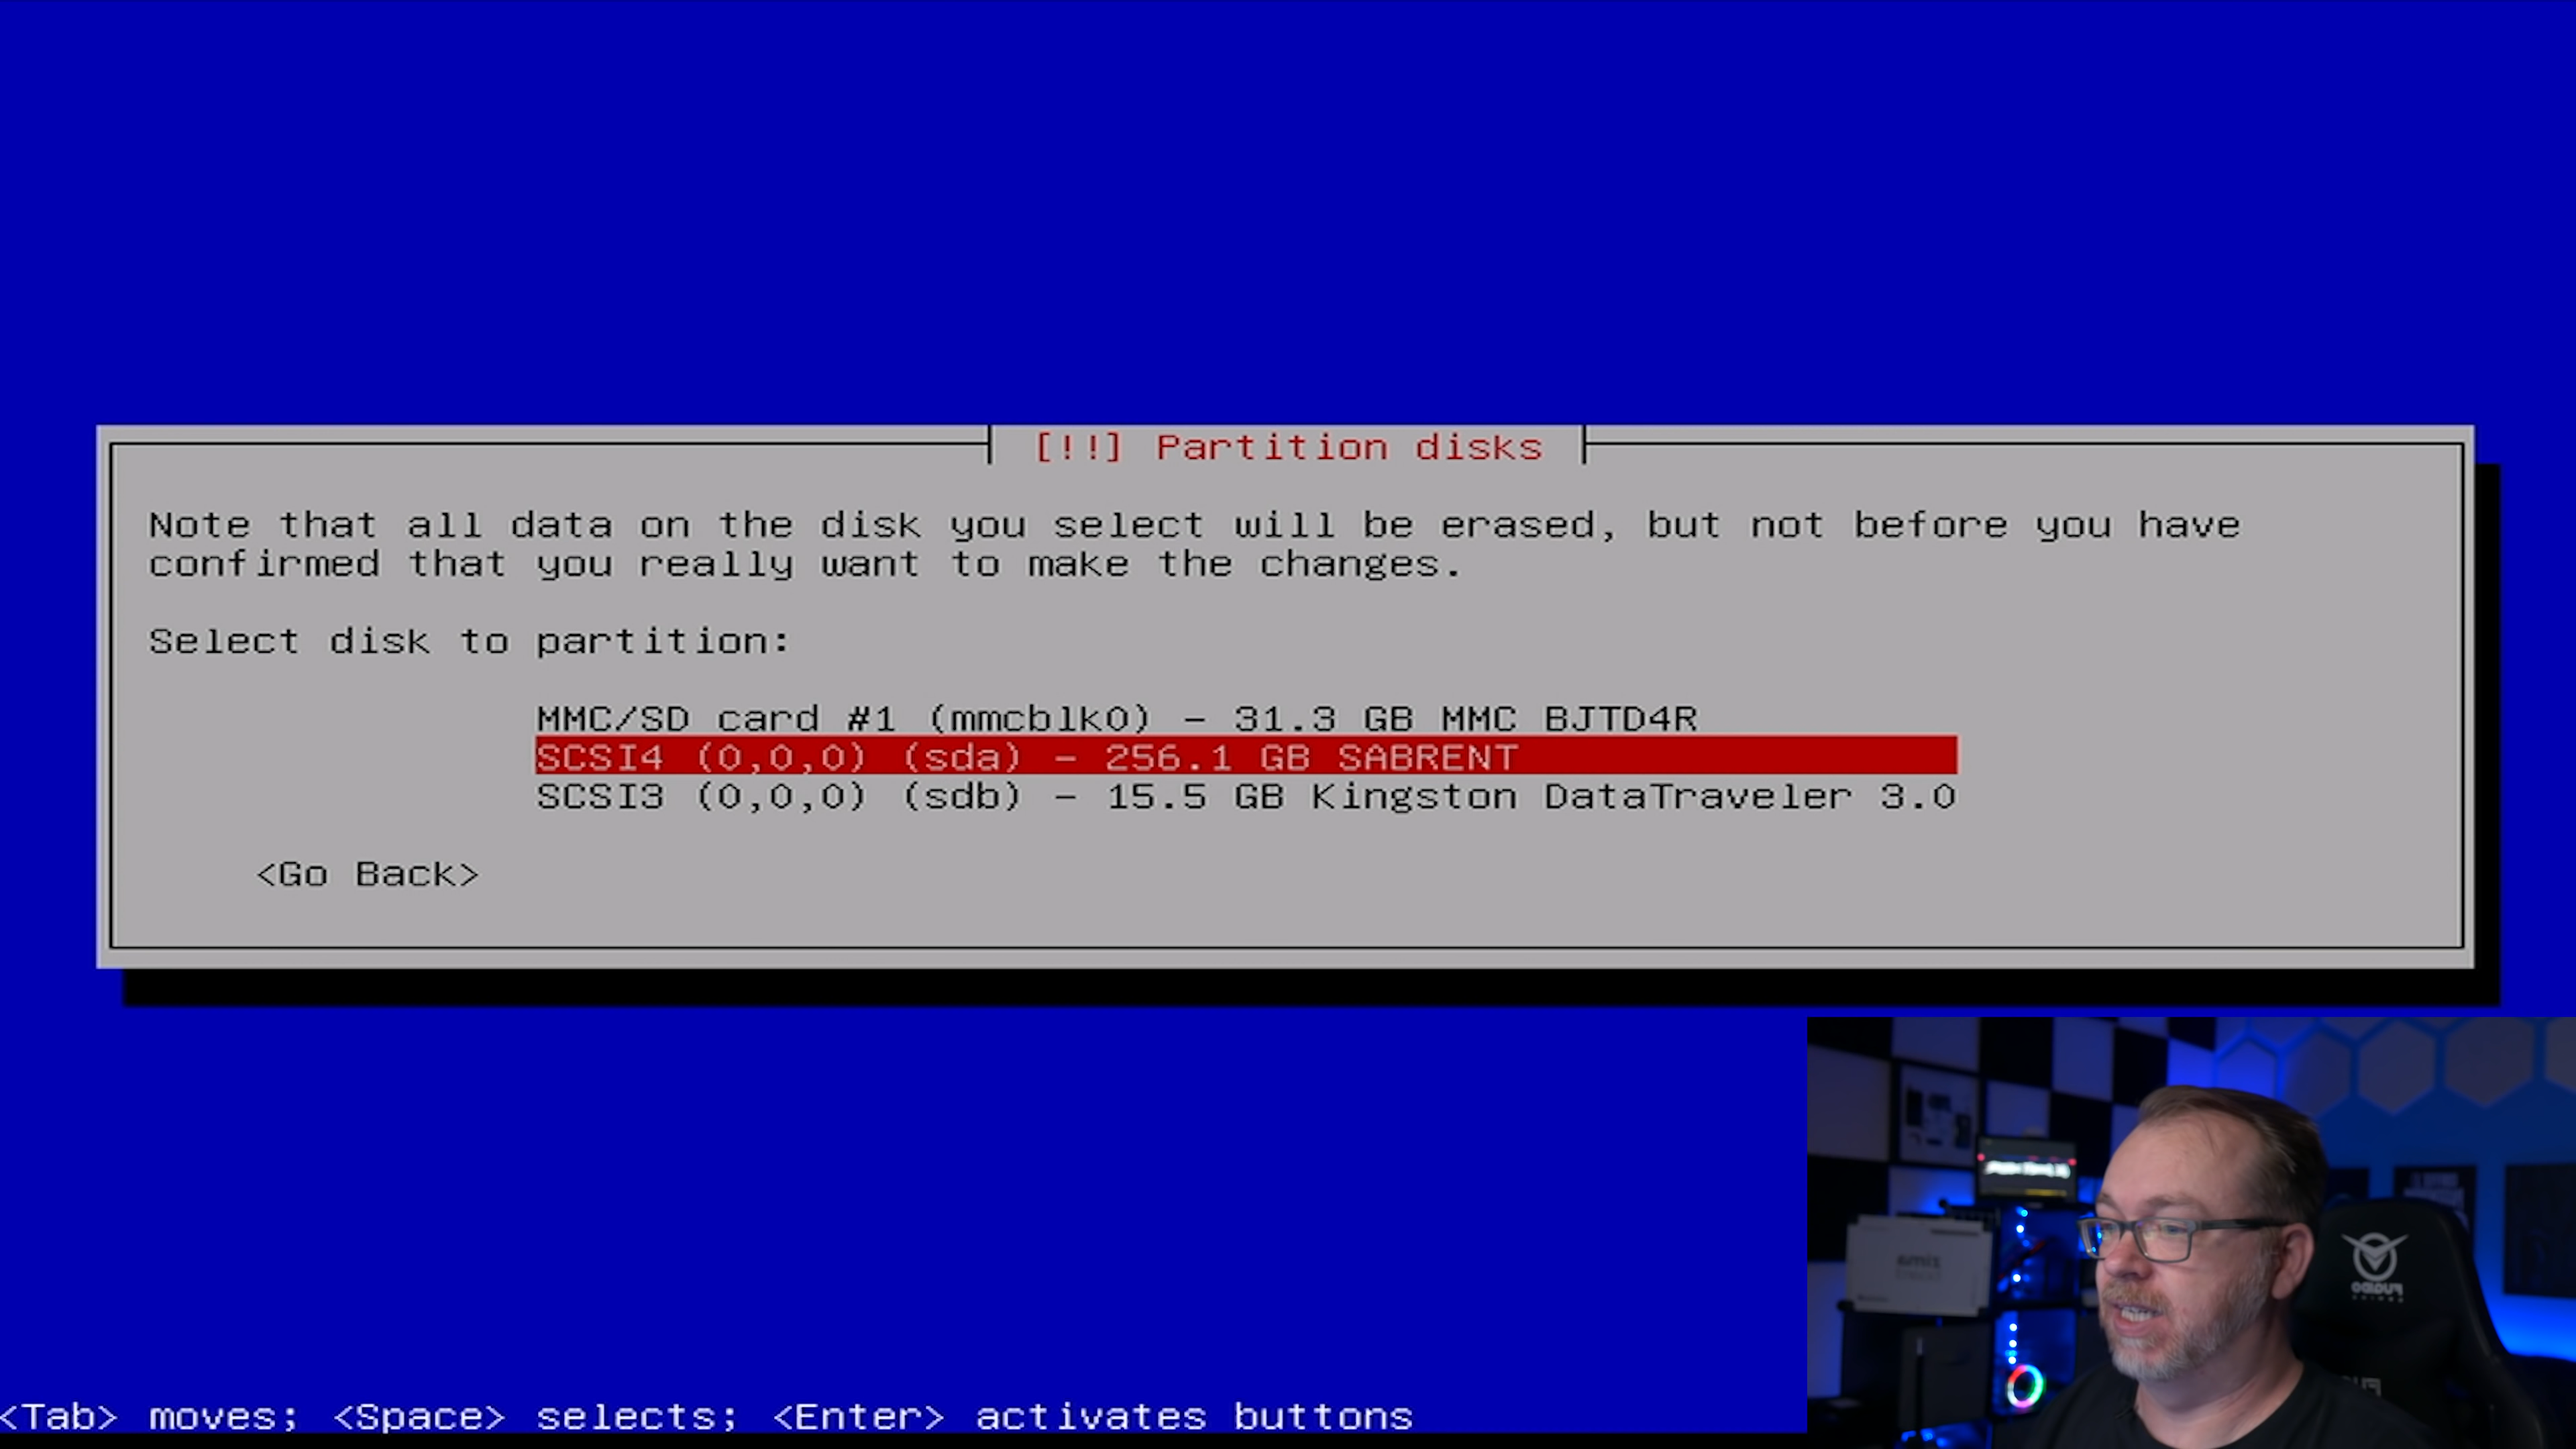 [!!] Partition disks
Note that all data on the disk you select will be erased, but not before you have
confirmed that you really want to make the changes.
Select disk to partition:
MMC/SD card #1 (mmcblk0) – 31.3 GB MMC BJTD4R
SCSI4 (0,0,0) (sda) – 256.1 GB SABRENT
SCSI3 (0,0,0) (sdb) – 15.5 GB Kingston DataTraveler 3.0
<Go Back>
<Tab> moves; <Space> selects; <Enter> activates buttons